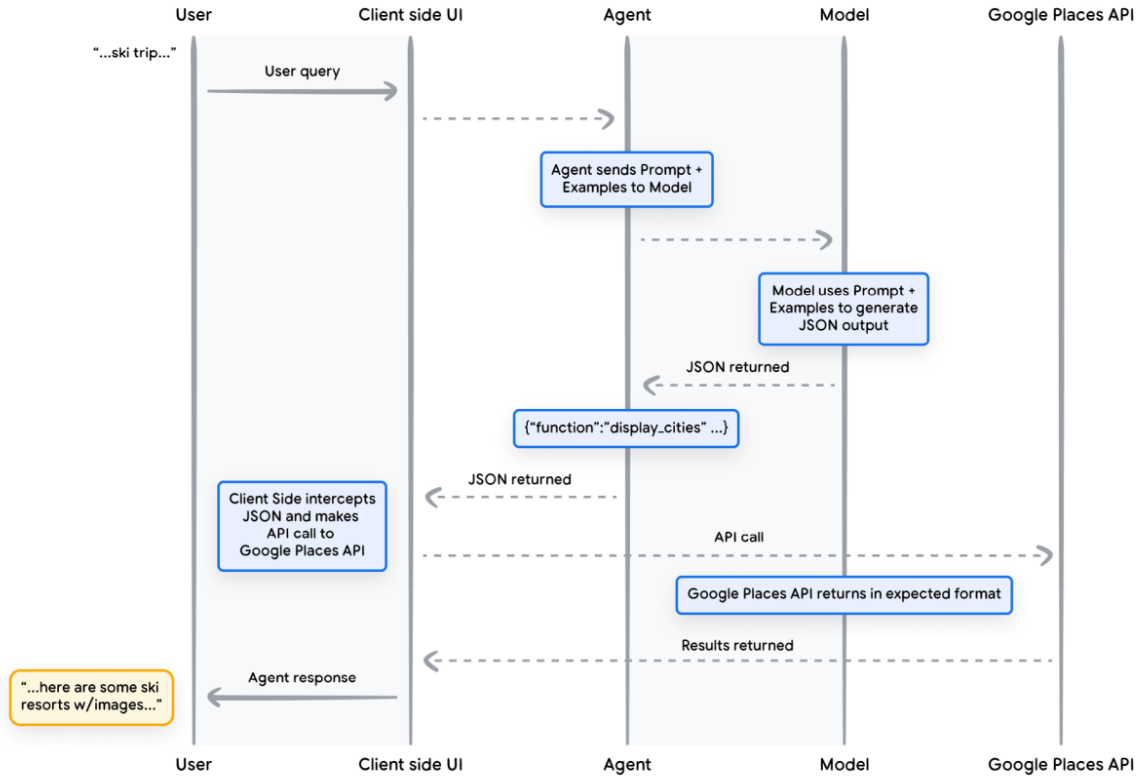 User
Client side UI
Agent
Model
Google Places API
“...ski trip...”
User query
Agent sends Prompt +
Examples to Model
Model uses Prompt +
Examples to generate
JSON output
JSON returned
{“function”:”display_cities” ...}
JSON returned
Client Side intercepts
JSON and makes
API call to
Google Places API
API call
Google Places API returns in expected format
Results returned
Agent response
“...here are some ski
resorts w/images...”
User
Client side UI
Agent
Model
Google Places API